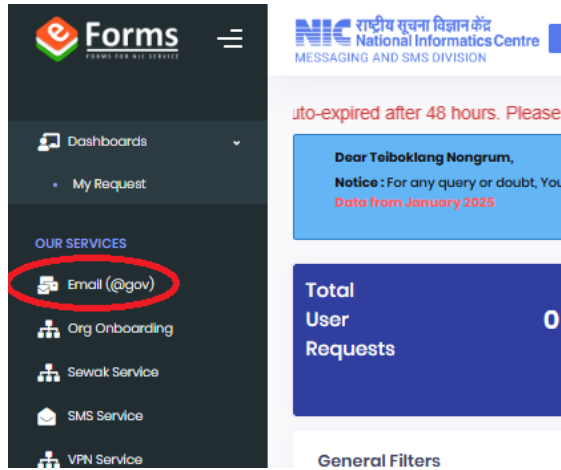 eForms
FORMS FOR NIC SERVICE
Dashboards
My Request
OUR SERVICES
Email (@gov)
Org Onboarding
Sewak Service
SMS Service
VPN Service
NIC राष्ट्रीय सूचना विज्ञान केंद्र
National Informatics Centre
MESSAGING AND SMS DIVISION
uto-expired after 48 hours. Please
Dear Teiboklang Nongrum,
Notice : For any query or doubt, You
Data from January 2025
Total
User
Requests
0
General Filters